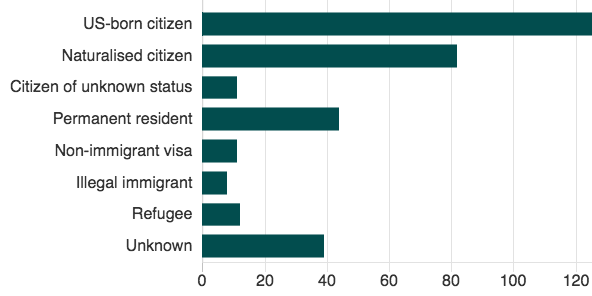 US-born citizen
Naturalised citizen
Citizen of unknown status
Permanent resident
Non-immigrant visa
Illegal immigrant
Refugee
Unknown
0 20 40 60 80 100 120